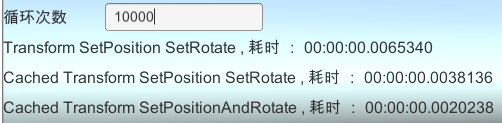 循环次数 10000
Transform SetPosition SetRotate , 耗时 ： 00:00:00.0065340
Cached Transform SetPosition SetRotate , 耗时 ： 00:00:00.0038136
Cached Transform SetPositionAndRotate , 耗时 ： 00:00:00.0020238